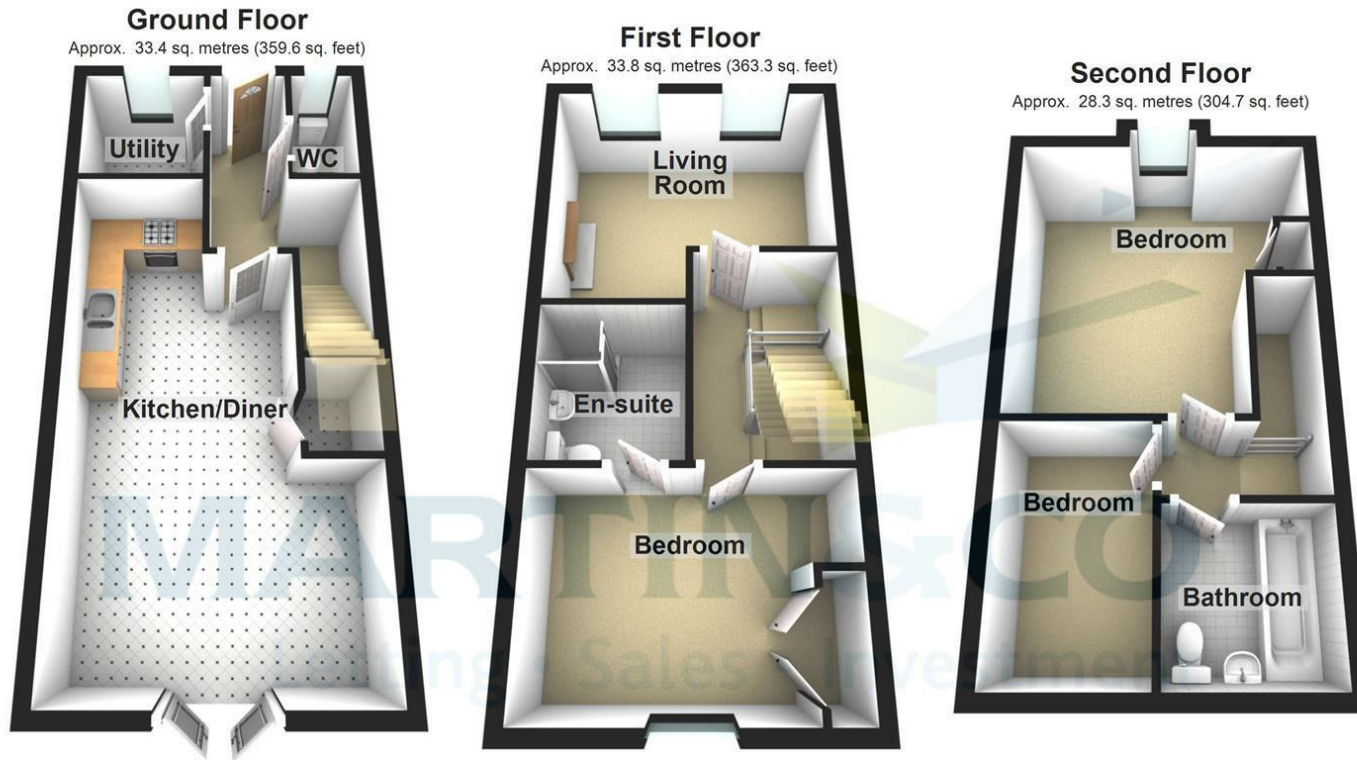 Ground Floor
Approx. 33.4 sq. metres (359.6 sq. feet)
Utility
WC
Kitchen/Diner
First Floor
Approx. 33.8 sq. metres (363.3 sq. feet)
Living
Room
En-suite
Bedroom
Second Floor
Approx. 28.3 sq. metres (304.7 sq. feet)
Bedroom
Bedroom
Bathroom
MARTIN&CO
Letting • Sales • Investment